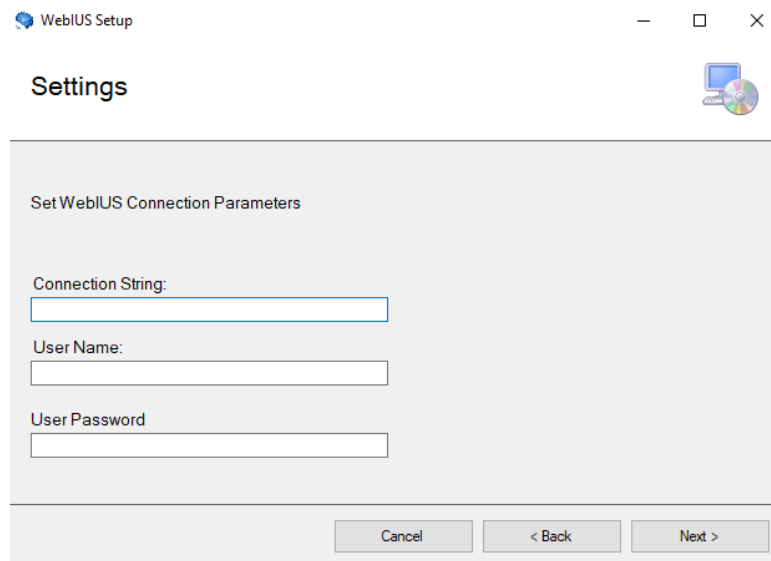 WebIUS Setup
Settings
Set WebIUS Connection Parameters
Connection String:
User Name:
User Password
Cancel
< Back
Next >